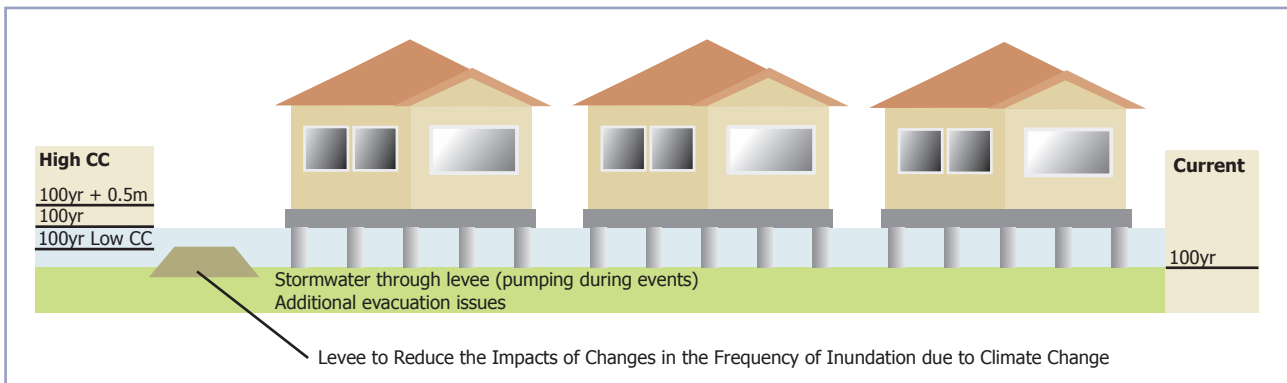 High CC
100yr + 0.5m
100yr
100yr Low CC
Current
100yr
Stormwater through levee (pumping during events)
Additional evacuation issues
Levee to Reduce the Impacts of Changes in the Frequency of Inundation due to Climate Change